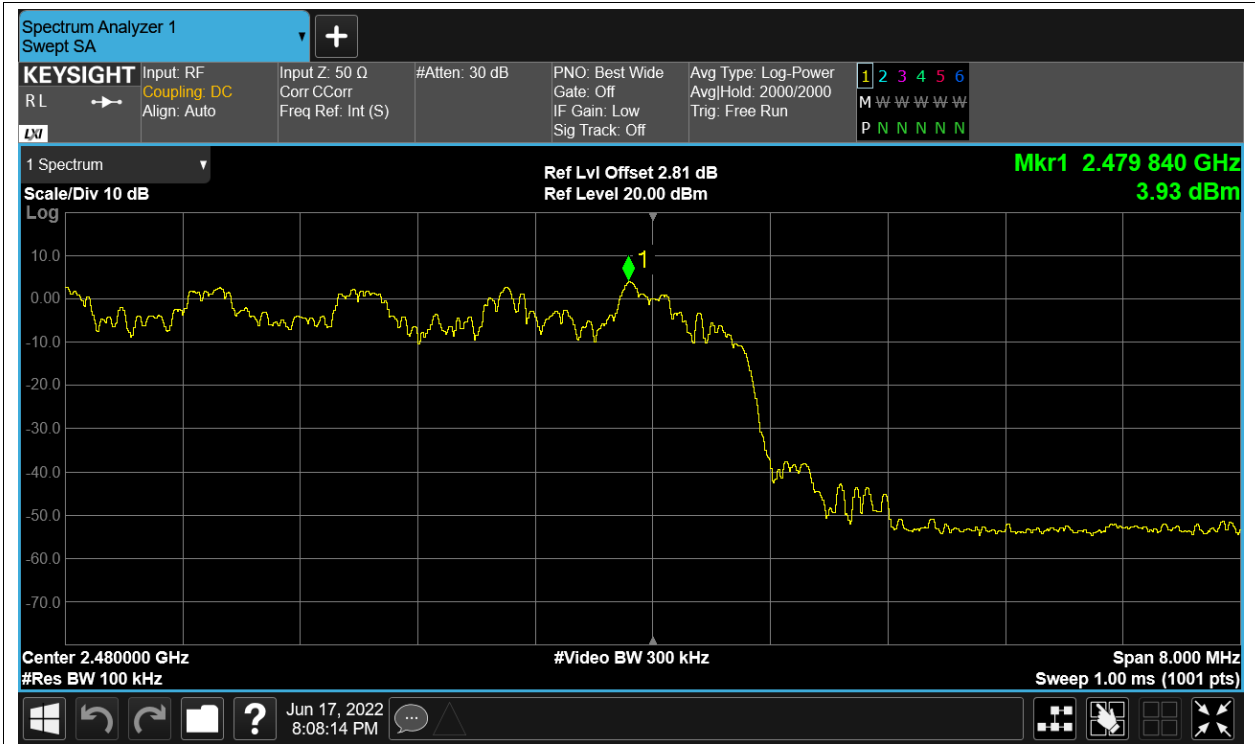 Spectrum Analyzer 1
Swept SA
+
KEYSIGHT
RL
LXI
Input: RF
Coupling: DC
Align: Auto
Input Z: 50 Ω
Corr CCorr
Freq Ref: Int (S)
#Atten: 30 dB
PNO: Best Wide
Gate: Off
IF Gain: Low
Sig Track: Off
Avg Type: Log-Power
Avg|Hold: 2000/2000
Trig: Free Run
1 2 3 4 5 6
M W W W W W
P N N N N N
1 Spectrum
Scale/Div 10 dB
Ref Lvl Offset 2.81 dB
Ref Level 20.00 dBm
Mkr1 2.479 840 GHz
3.93 dBm
Log
10.0
0.00
-10.0
-20.0
-30.0
-40.0
-50.0
-60.0
-70.0
1
Center 2.480000 GHz
#Res BW 100 kHz
#Video BW 300 kHz
Span 8.000 MHz
Sweep 1.00 ms (1001 pts)
?
Jun 17, 2022
8:08:14 PM